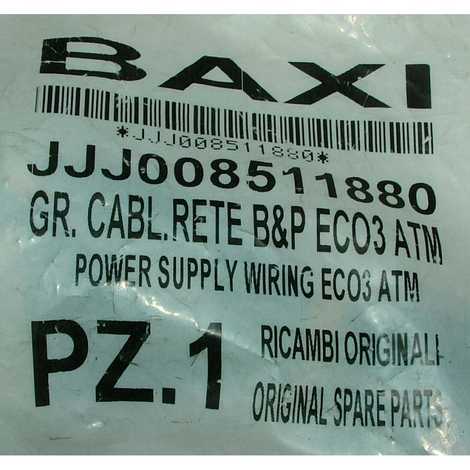 BAXI
*JJJ008511880*
JJJ008511880
GR. CABL.RETE B&P ECO3 ATM
POWER SUPPLY WIRING ECO3 ATM
PZ.1
RICAMBI ORIGINALI
ORIGINAL SPARE PARTS